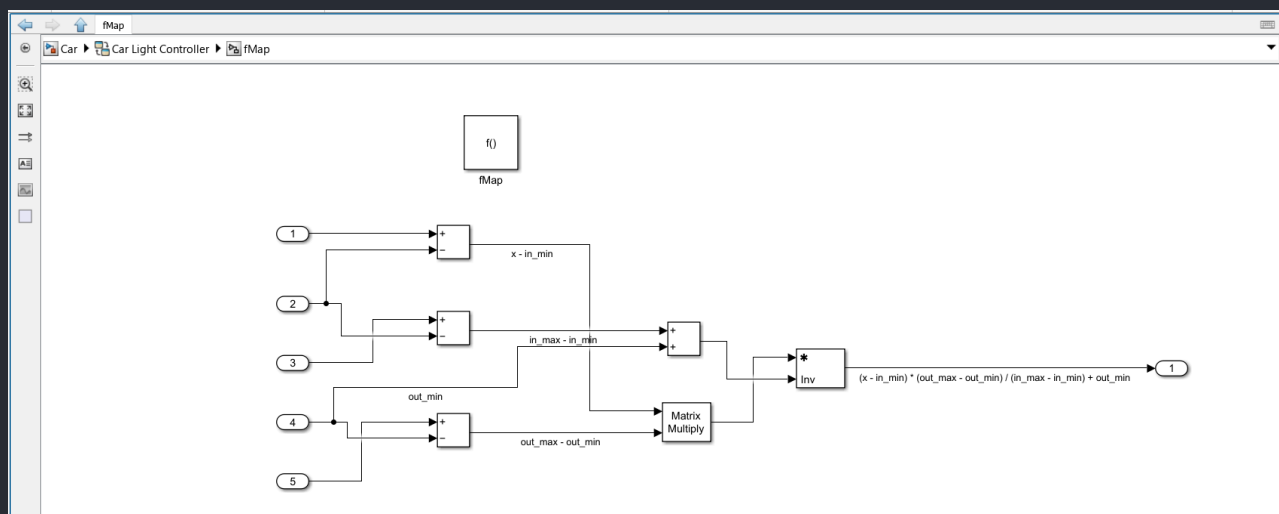 fMap
Car Car Light Controller fMap
f()
fMap
1
+
−
x - in_min
2
+
−
in_max - in_min
3
+
+
out_min
4
+
−
out_max - out_min
5
Matrix
Multiply
*
Inv
(x - in_min) * (out_max - out_min) / (in_max - in_min) + out_min
1